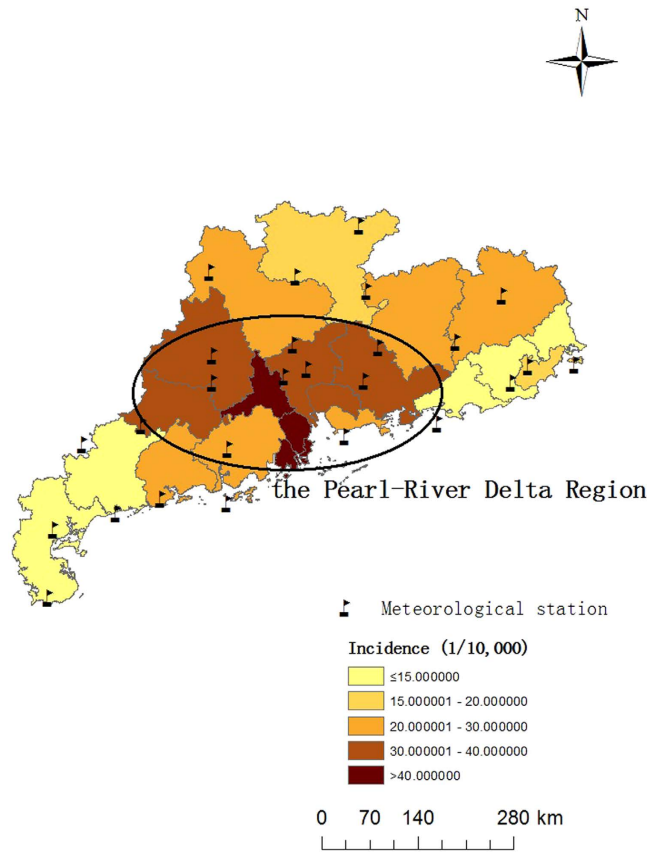 N
the Pearl-River Delta Region
Meteorological station
Incidence (1/10,000)
≤15.000000
15.000001 - 20.000000
20.000001 - 30.000000
30.000001 - 40.000000
>40.000000
0 70 140 280 km